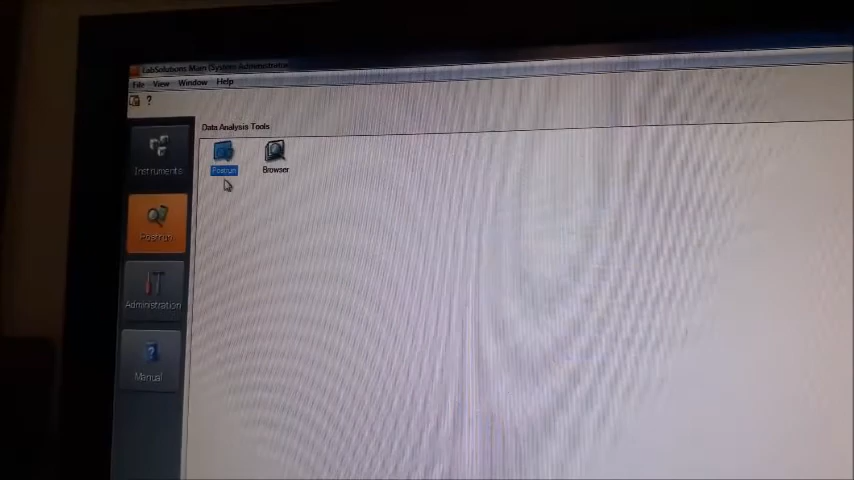 LabSolutions Main (System Administrator)
File View Window Help
?
Data Analysis Tools
Instruments
Postrun
Browser
Postrun
Administration
Manual